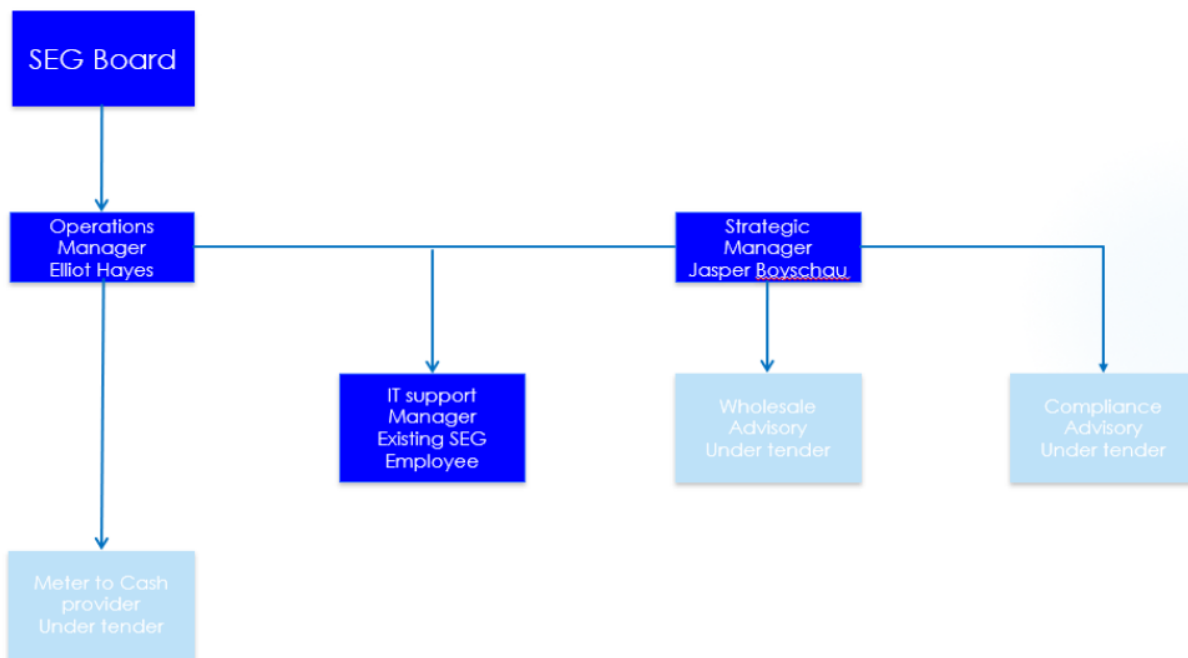 SEG Board
Operations
Manager
Elliot Hayes
Strategic
Manager
Jasper Boyschau
IT support
Manager
Existing SEG
Employee
Wholesale
Advisory
Under tender
Compliance
Advisory
Under tender
Meter to Cash
provider
Under tender